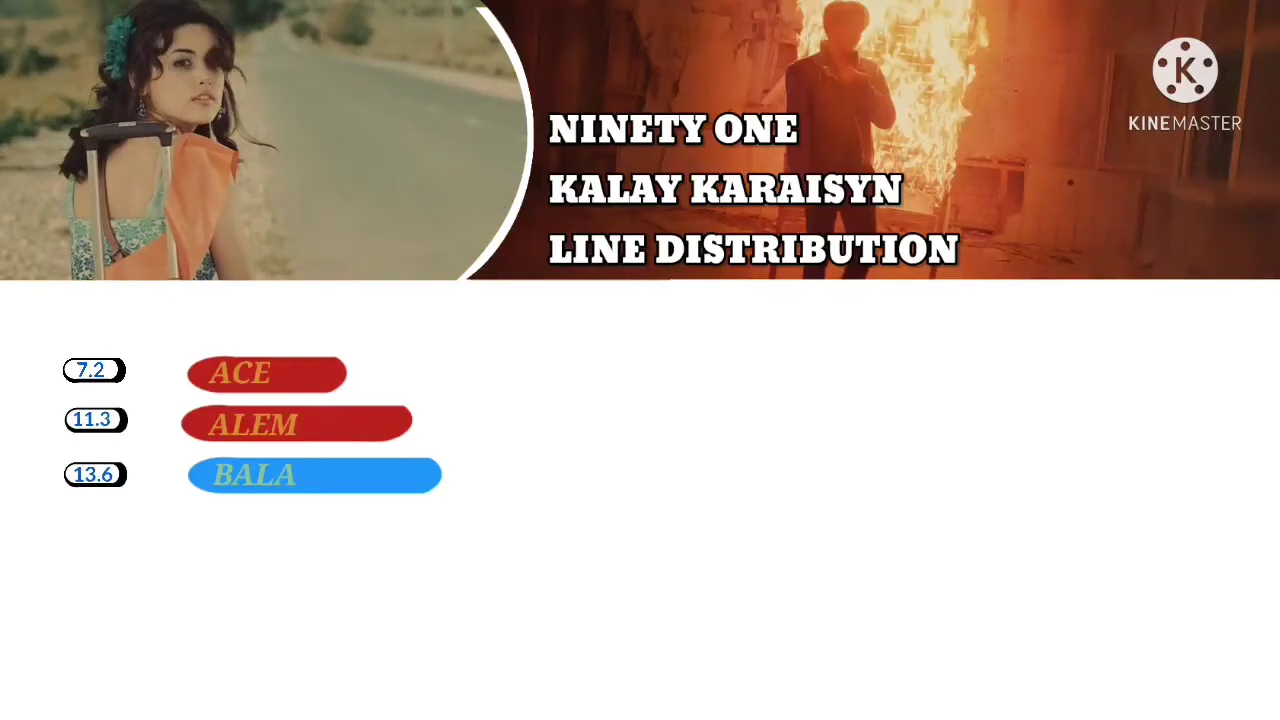 NINETY ONE
KALAY KARAISYN
LINE DISTRIBUTION
K
KINEMASTER
7.2 ACE
11.3 ALEM
13.6 BALA